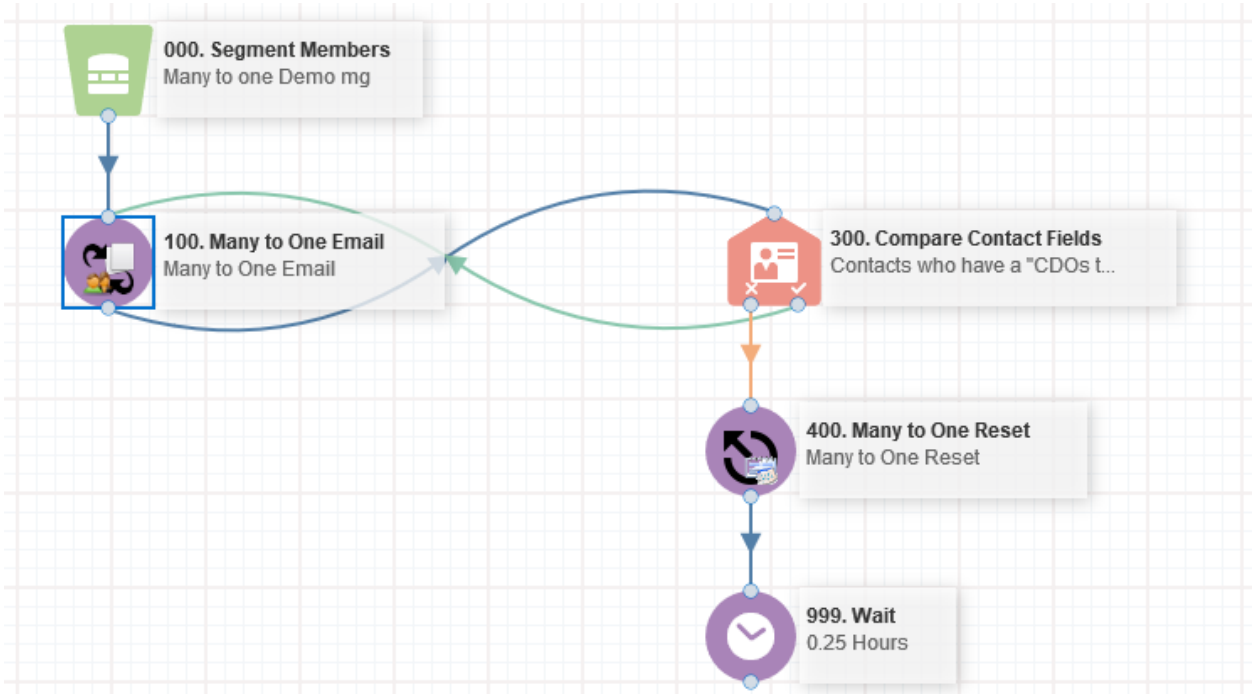 000. Segment Members
Many to one Demo mg
100. Many to One Email
Many to One Email
300. Compare Contact Fields
Contacts who have a "CDOs t...
400. Many to One Reset
Many to One Reset
999. Wait
0.25 Hours